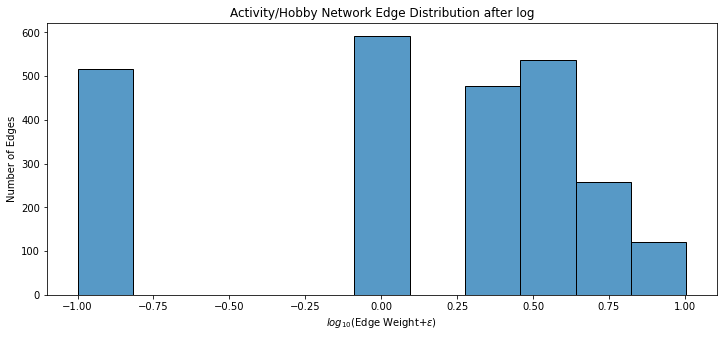 Activity/Hobby Network Edge Distribution after log
Number of Edges
600
500
400
300
200
100
0
−1.00 −0.75 −0.50 −0.25 0.00 0.25 0.50 0.75 1.00
log₁₀(Edge Weight+ε)